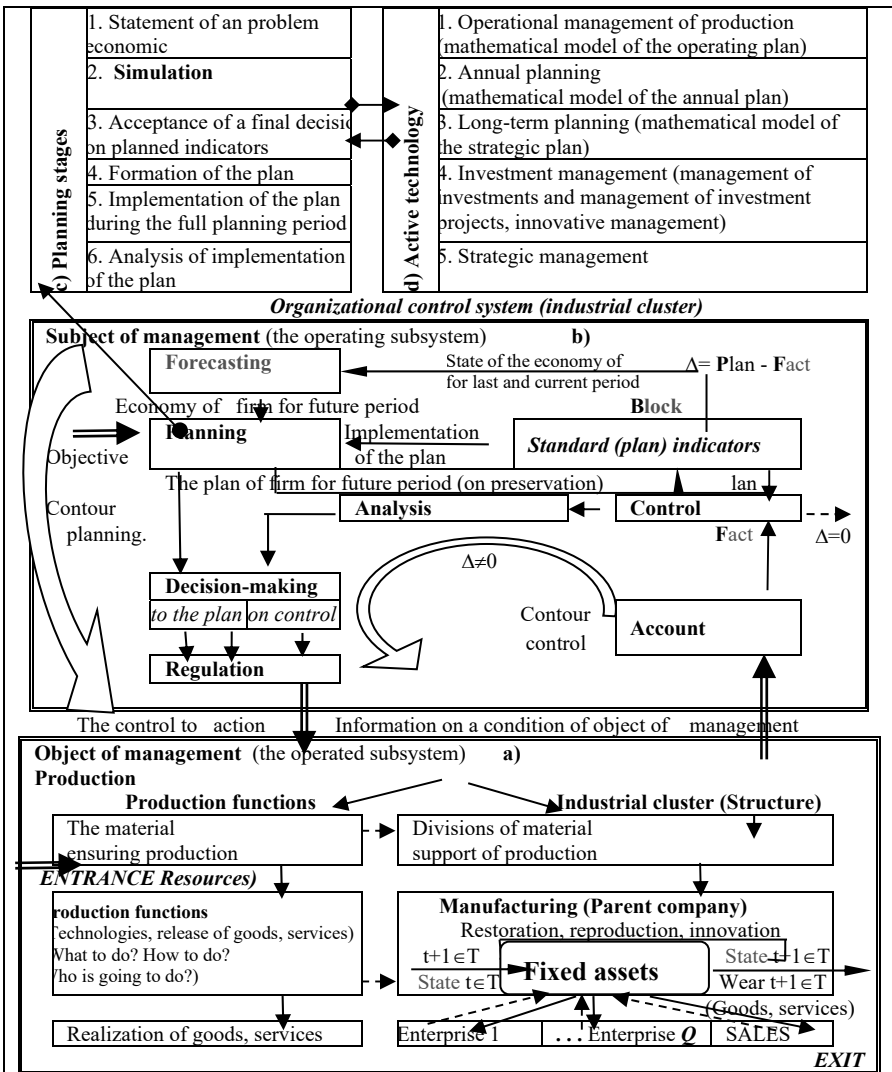 c) Planning stages
1. Statement of an problem
economic
2. Simulation
3. Acceptance of a final decisio
on planned indicators
4. Formation of the plan
5. Implementation of the plan
during the full planning period
6. Analysis of implementation
of the plan
d) Active technology
1. Operational management of production
(mathematical model of the operating plan)
2. Annual planning
(mathematical model of the annual plan)
3. Long-term planning (mathematical model of
the strategic plan)
4. Investment management (management of
investments and management of investment
projects, innovative management)
5. Strategic management
Organizational control system (industrial cluster)
Subject of management (the operating subsystem) b)
Forecasting
State of the economy of
for last and current period
Δ= Plan - Fact
Economy of firm for future period
Block
Planning
Objective
Implementation
of the plan
Standard (plan) indicators
The plan of firm for future period (on preservation)
lan
Contour
planning.
Analysis
Control
Fact
Δ=0
Δ≠0
Decision-making
to the plan
on control
Contour
control
Account
Regulation
The control to action
Information on a condition of object of management
Object of management (the operated subsystem) a)
Production
Production functions
Industrial cluster (Structure)
The material
ensuring production
Divisions of material
support of production
ENTRANCE Resources)
roduction functions
Technologies, release of goods, services)
What to do? How to do?
Who is going to do?)
Manufacturing (Parent company)
Restoration, reproduction, innovation
t+1∈T
State t∈T
Fixed assets
State t+1∈T
Wear t+1∈T
(Goods, services)
Realization of goods, services
Enterprise 1
... Enterprise Q
SALES
EXIT